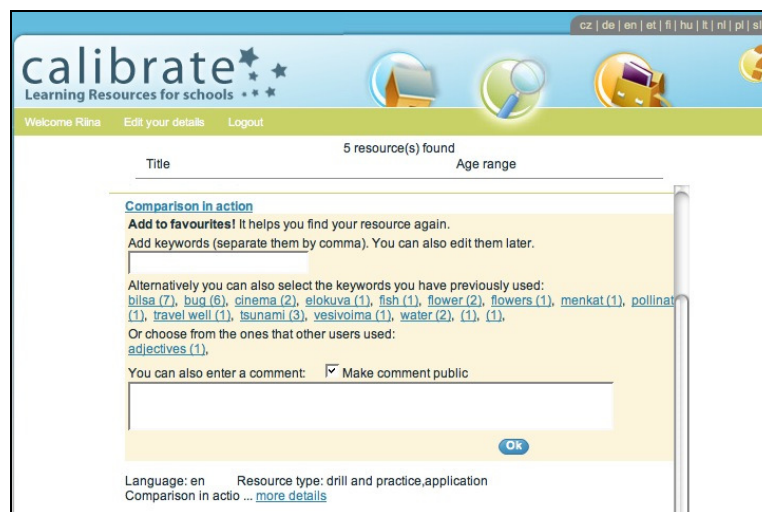 cz | de | en | et | fi | hu | lt | nl | pl | sl
calibrate
Learning Resources for schools
Welcome Riina Edit your details Logout
5 resource(s) found
Title Age range
Comparison in action
Add to favourites! It helps you find your resource again.
Add keywords (separate them by comma). You can also edit them later.
Alternatively you can also select the keywords you have previously used:
bilsa (7), bug (6), cinema (2), elokuva (1), fish (1), flower (2), flowers (1), menkat (1), pollinat
(1), travel well (1), tsunami (3), vesivoima (1), water (2), (1), (1),
Or choose from the ones that other users used:
adjectives (1),
You can also enter a comment: Make comment public
Ok
Language: en Resource type: drill and practice,application
Comparison in actio ... more details